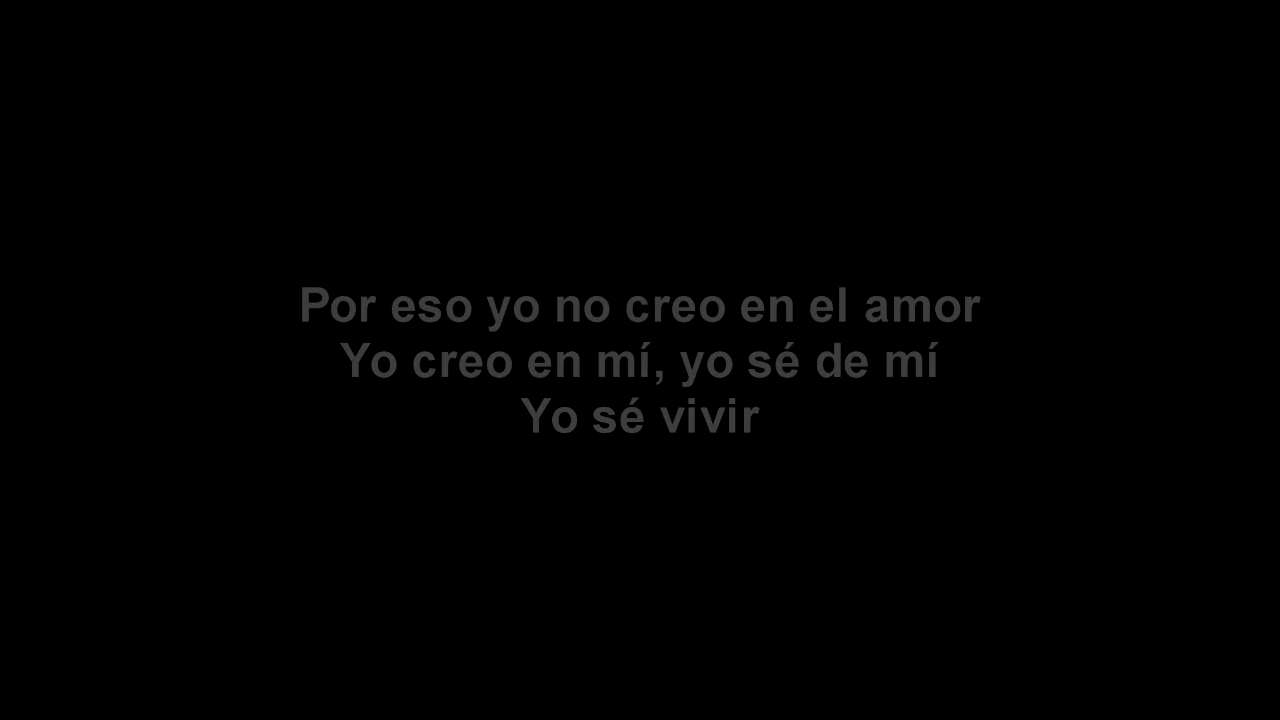 Por eso yo no creo en el amor
Yo creo en mí, yo sé de mí
Yo sé vivir